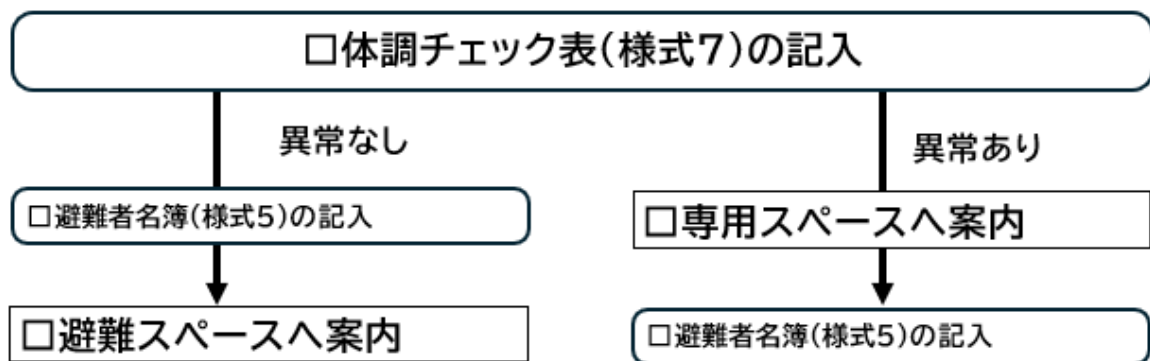 □体調チェック表(様式7)の記入
異常なし
異常あり
□避難者名簿(様式5)の記入
□専用スペースへ案内
□避難スペースへ案内
□避難者名簿(様式5)の記入